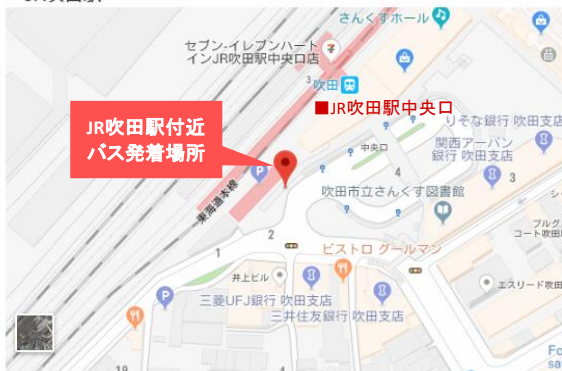 さんくすホール
セブン-イレブンハート
インJR吹田駅中央口店
3
吹田
■JR吹田駅中央口
りそな銀行 吹田支店
JR吹田駅付近
バス発着場所
中央口
関西アーバン
銀行 吹田支店
4
3
吹田市立さんくす図書館
東海道本線
2
1
ビストロ グールマン
コート吹田
井上ビル
エスリード吹田
三菱UFJ銀行 吹田支店
三井住友銀行 吹田支店
19